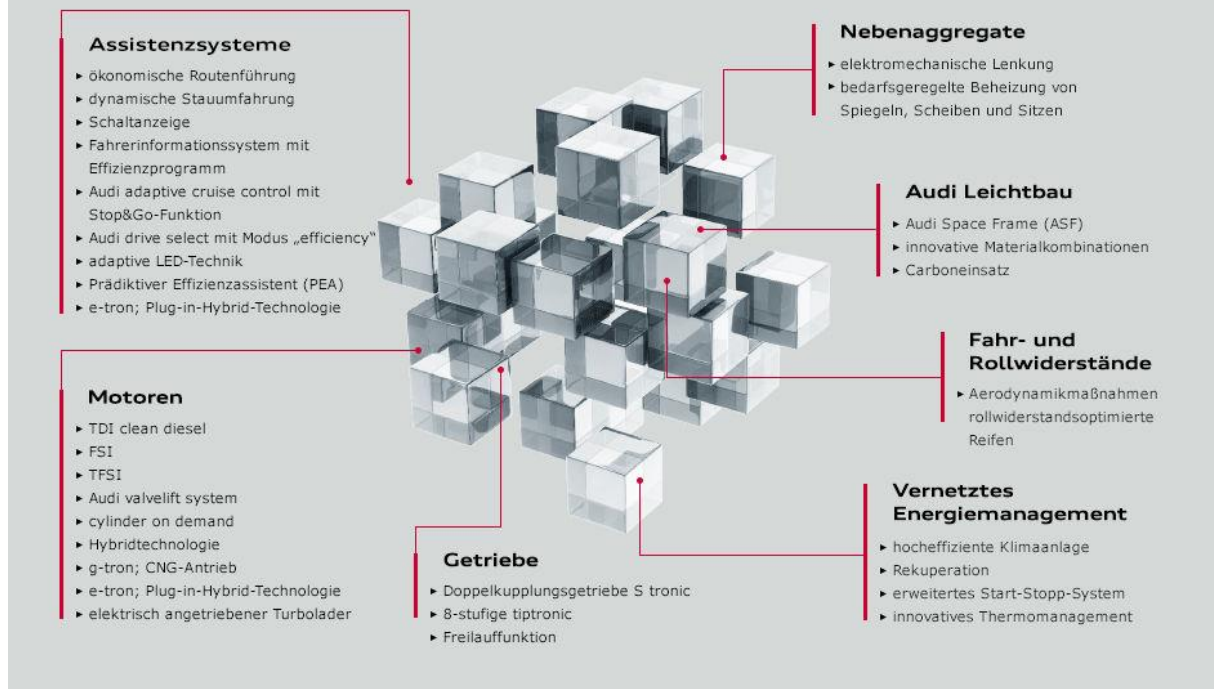 Assistenzsysteme
▸ ökonomische Routenführung
▸ dynamische Stauumfahrung
▸ Schaltanzeige
▸ Fahrerinformationssystem mit
Effizienzprogramm
▸ Audi adaptive cruise control mit
Stop&Go-Funktion
▸ Audi drive select mit Modus „efficiency“
▸ adaptive LED-Technik
▸ Prädiktiver Effizienzassistent (PEA)
▸ e-tron; Plug-in-Hybrid-Technologie
Motoren
▸ TDI clean diesel
▸ FSI
▸ TFSI
▸ Audi valvelift system
▸ cylinder on demand
▸ Hybridtechnologie
▸ g-tron; CNG-Antrieb
▸ e-tron; Plug-in-Hybrid-Technologie
▸ elektrisch angetriebener Turbolader
Getriebe
▸ Doppelkupplungsgetriebe S tronic
▸ 8-stufige tiptronic
▸ Freilauffunktion
Nebenaggregate
▸ elektromechanische Lenkung
▸ bedarfsgeregelte Beheizung von
Spiegeln, Scheiben und Sitzen
Audi Leichtbau
▸ Audi Space Frame (ASF)
▸ innovative Materialkombinationen
▸ Carboneinsatz
Fahr- und
Rollwiderstände
▸ Aerodynamikmaßnahmen
rollwiderstandsoptimierte
Reifen
Vernetztes
Energiemanagement
▸ hocheffiziente Klimaanlage
▸ Rekuperation
▸ erweitertes Start-Stopp-System
▸ innovatives Thermomanagement